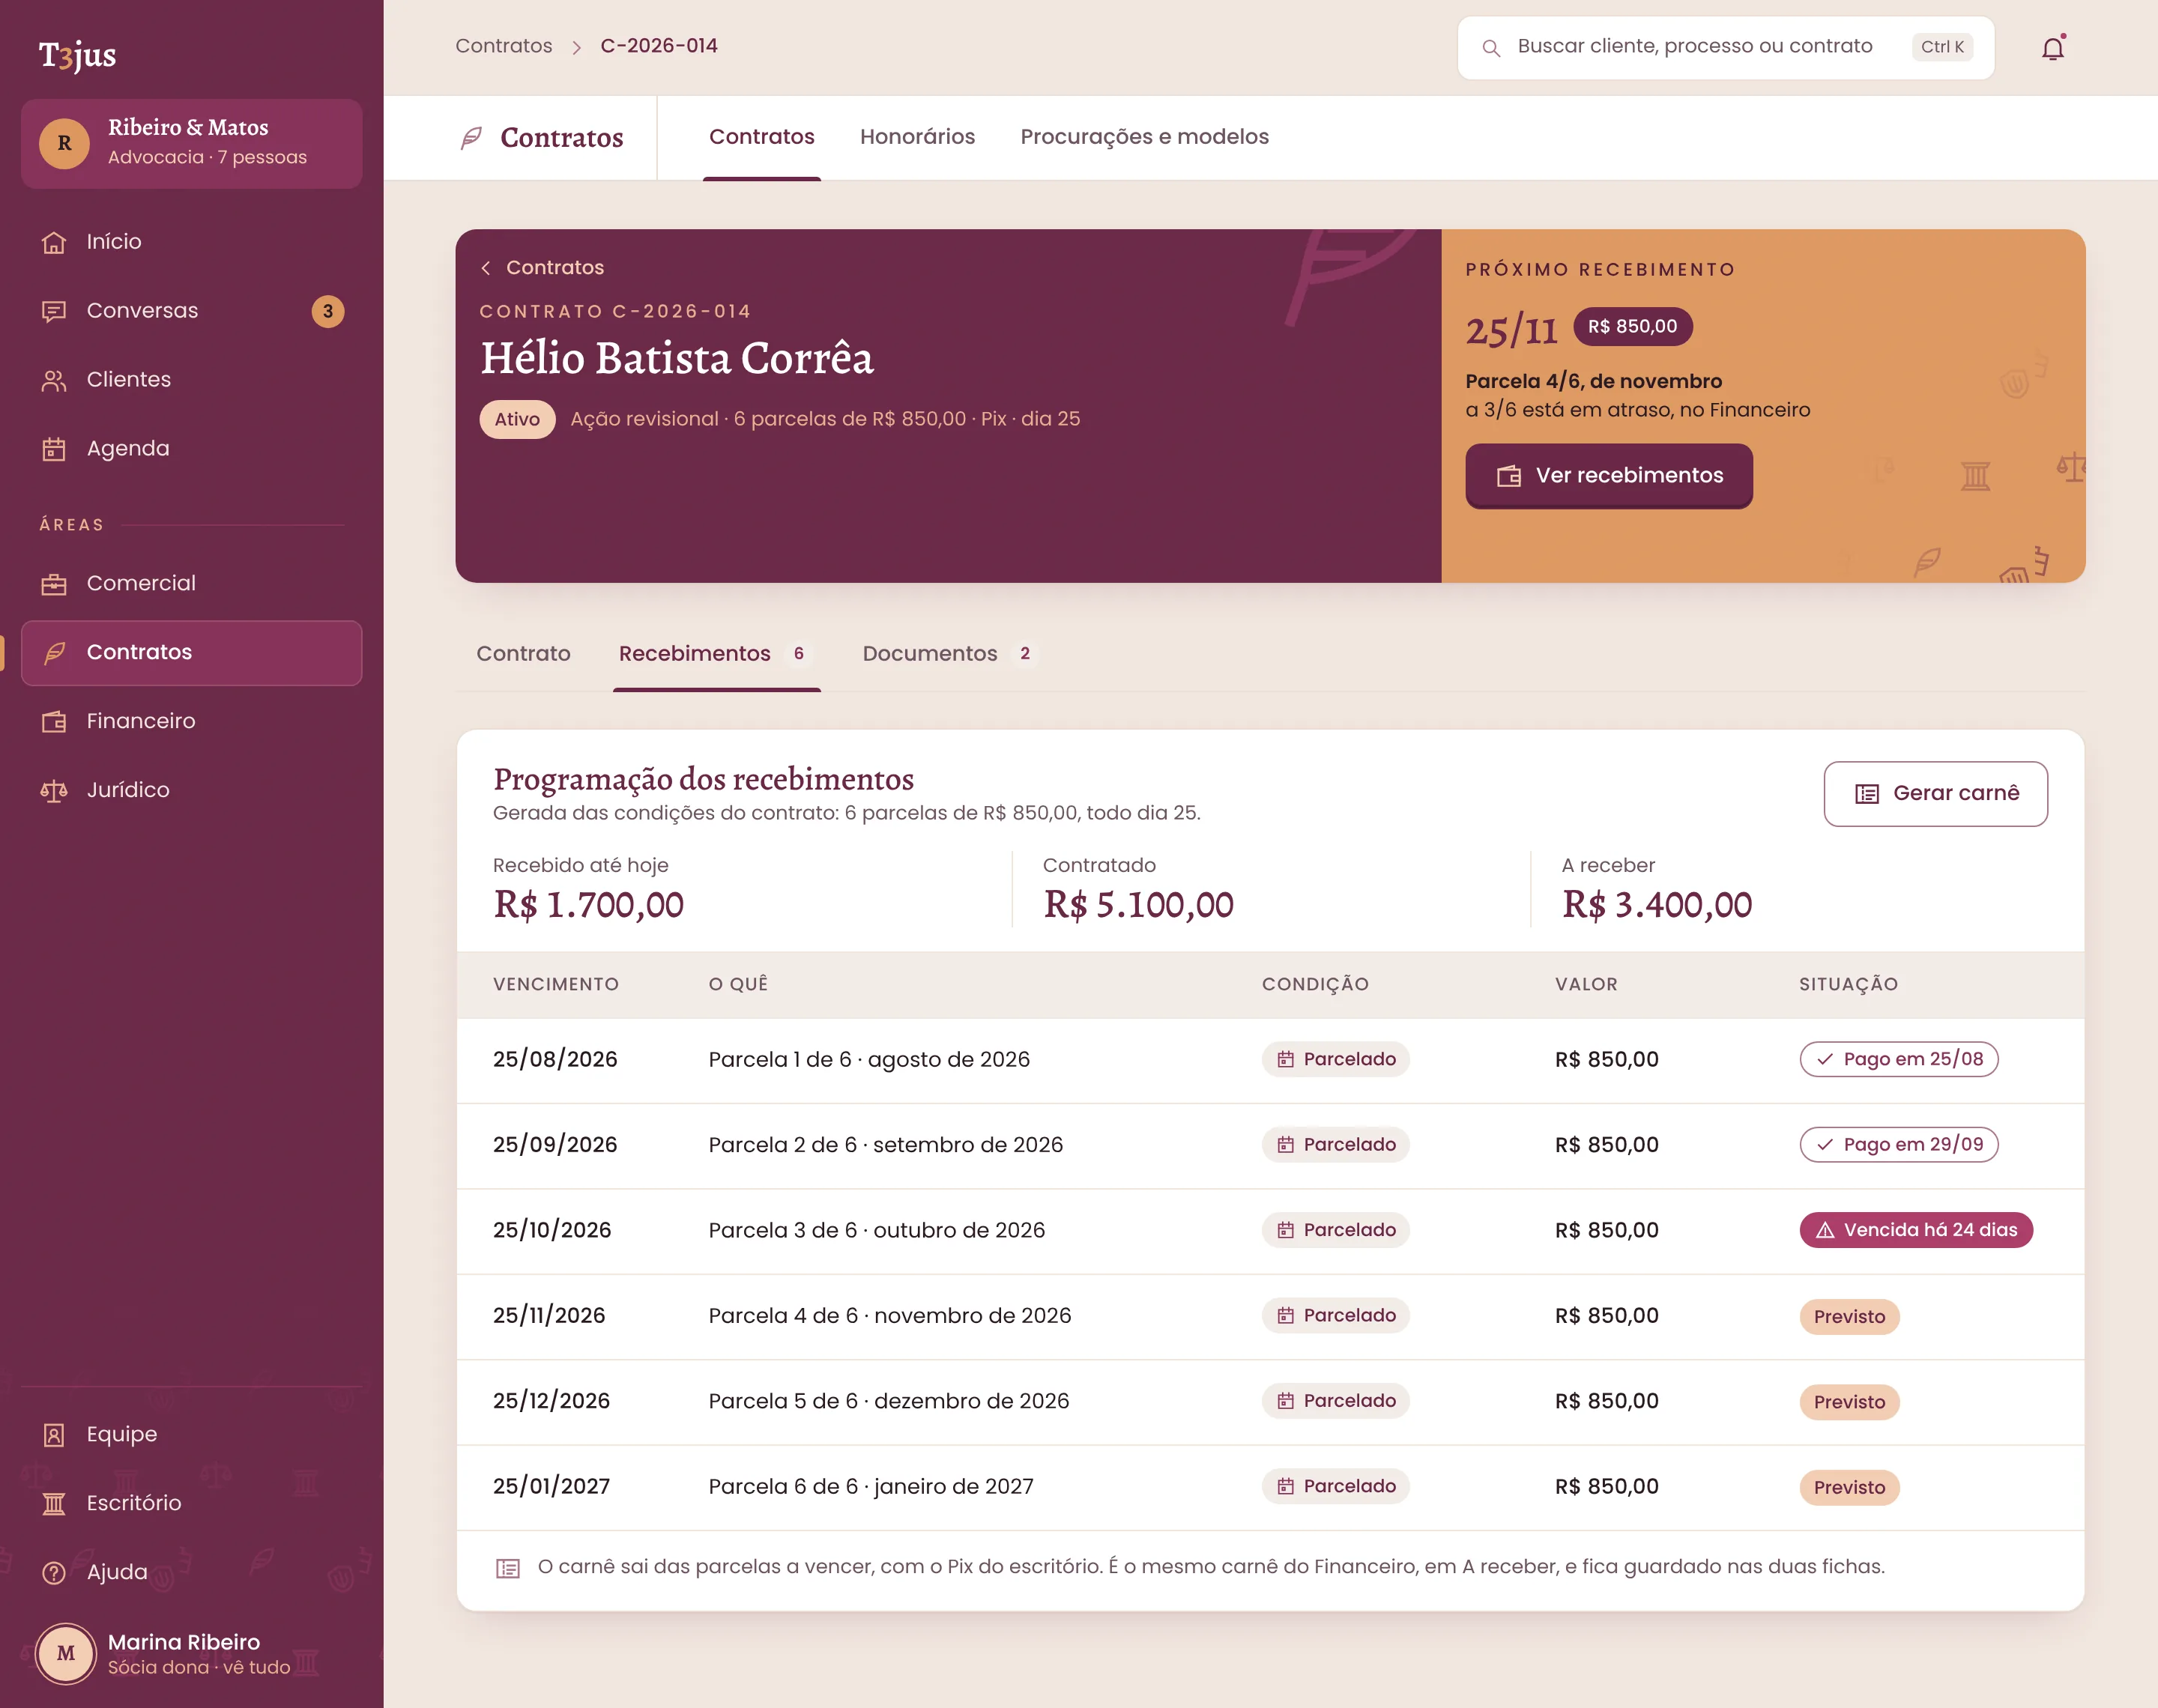 T3jus
R
Ribeiro & Matos
Advocacia · 7 pessoas
Início
Conversas 3
Clientes
Agenda
ÁREAS
Comercial
Contratos
Financeiro
Jurídico
Equipe
Escritório
Ajuda
M
Marina Ribeiro
Sócia dona · vê tudo
Contratos > C-2026-014
Buscar cliente, processo ou contrato Ctrl K
Contratos
Contratos Honorários Procurações e modelos
Contratos
CONTRATO C-2026-014
Hélio Batista Corrêa
Ativo Ação revisional · 6 parcelas de R$ 850,00 · Pix · dia 25
PRÓXIMO RECEBIMENTO
25/11 R$ 850,00
Parcela 4/6, de novembro
a 3/6 está em atraso, no Financeiro
Ver recebimentos
Contrato Recebimentos 6 Documentos 2
Programação dos recebimentos
Gerada das condições do contrato: 6 parcelas de R$ 850,00, todo dia 25.
Gerar carnê
Recebido até hoje
R$ 1.700,00
Contratado
R$ 5.100,00
A receber
R$ 3.400,00
VENCIMENTO O QUÊ CONDIÇÃO VALOR SITUAÇÃO
25/08/2026 Parcela 1 de 6 · agosto de 2026 Parcelado R$ 850,00 Pago em 25/08
25/09/2026 Parcela 2 de 6 · setembro de 2026 Parcelado R$ 850,00 Pago em 29/09
25/10/2026 Parcela 3 de 6 · outubro de 2026 Parcelado R$ 850,00 Vencida há 24 dias
25/11/2026 Parcela 4 de 6 · novembro de 2026 Parcelado R$ 850,00 Previsto
25/12/2026 Parcela 5 de 6 · dezembro de 2026 Parcelado R$ 850,00 Previsto
25/01/2027 Parcela 6 de 6 · janeiro de 2027 Parcelado R$ 850,00 Previsto
O carnê sai das parcelas a vencer, com o Pix do escritório. É o mesmo carnê do Financeiro, em A receber, e fica guardado nas duas fichas.